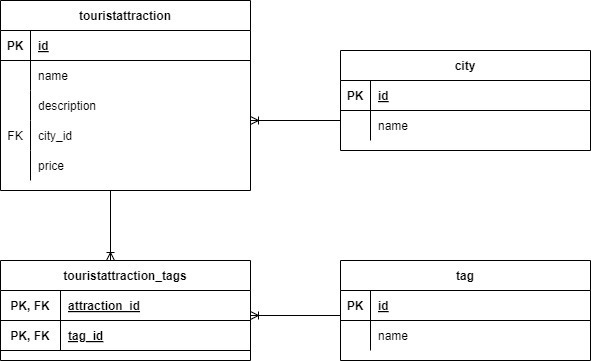 touristattraction
PK id
name
description
FK city_id
price
city
PK id
name
touristattraction_tags
PK, FK attraction_id
PK, FK tag_id
tag
PK id
name